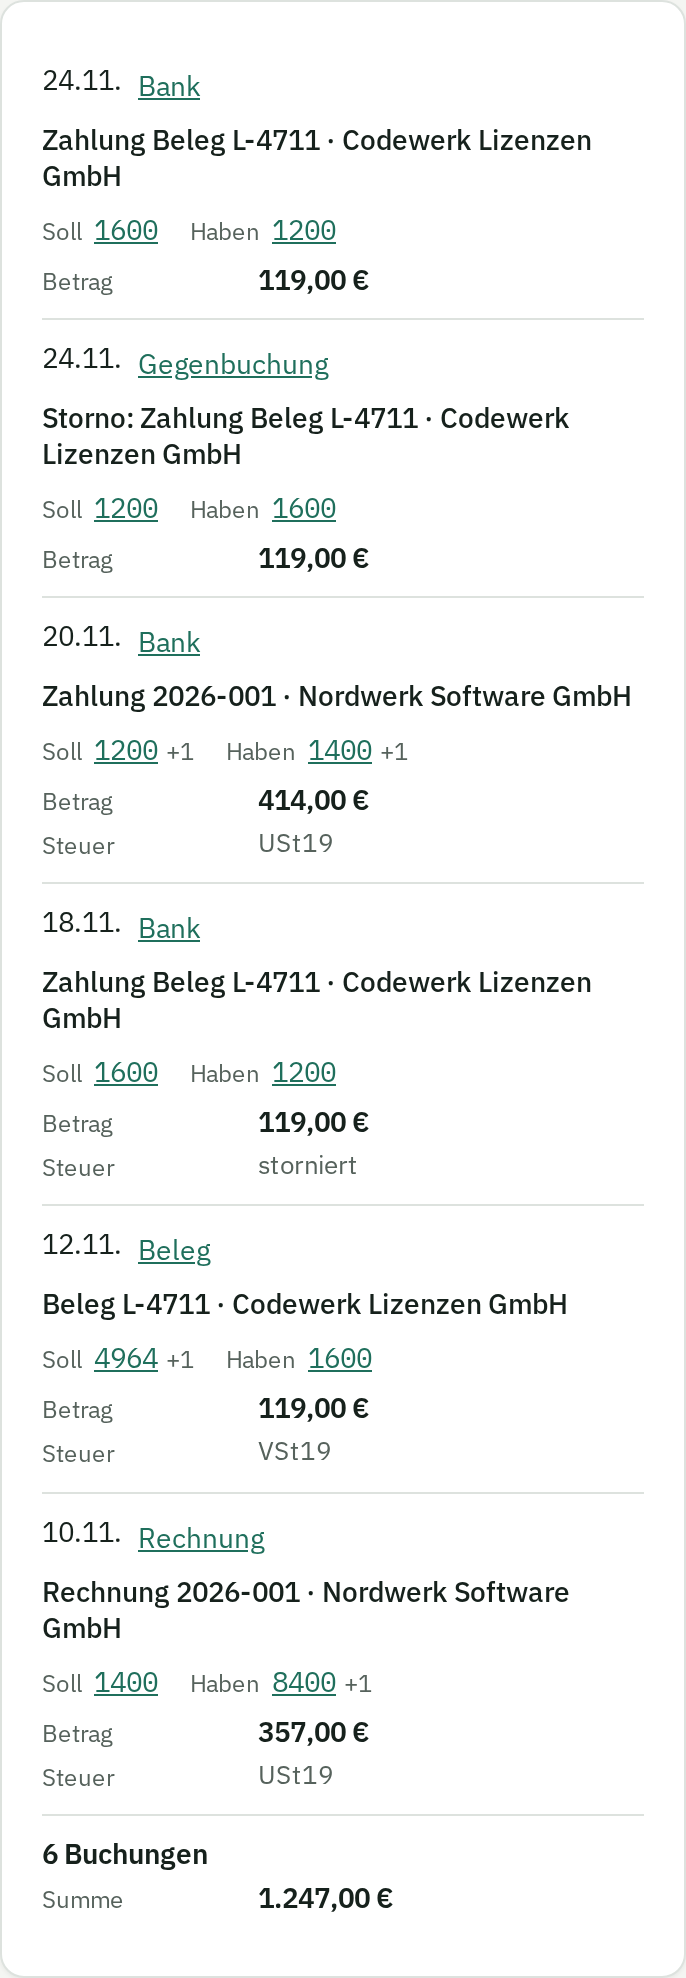 24.11. Bank
Zahlung Beleg L-4711 · Codewerk Lizenzen
GmbH
Soll 1600 Haben 1200
Betrag 119,00 €
24.11. Gegenbuchung
Storno: Zahlung Beleg L-4711 · Codewerk
Lizenzen GmbH
Soll 1200 Haben 1600
Betrag 119,00 €
20.11. Bank
Zahlung 2026-001 · Nordwerk Software GmbH
Soll 1200 +1 Haben 1400 +1
Betrag 414,00 €
Steuer USt19
18.11. Bank
Zahlung Beleg L-4711 · Codewerk Lizenzen
GmbH
Soll 1600 Haben 1200
Betrag 119,00 €
Steuer storniert
12.11. Beleg
Beleg L-4711 · Codewerk Lizenzen GmbH
Soll 4964 +1 Haben 1600
Betrag 119,00 €
Steuer VSt19
10.11. Rechnung
Rechnung 2026-001 · Nordwerk Software
GmbH
Soll 1400 Haben 8400 +1
Betrag 357,00 €
Steuer USt19
6 Buchungen
Summe 1.247,00 €